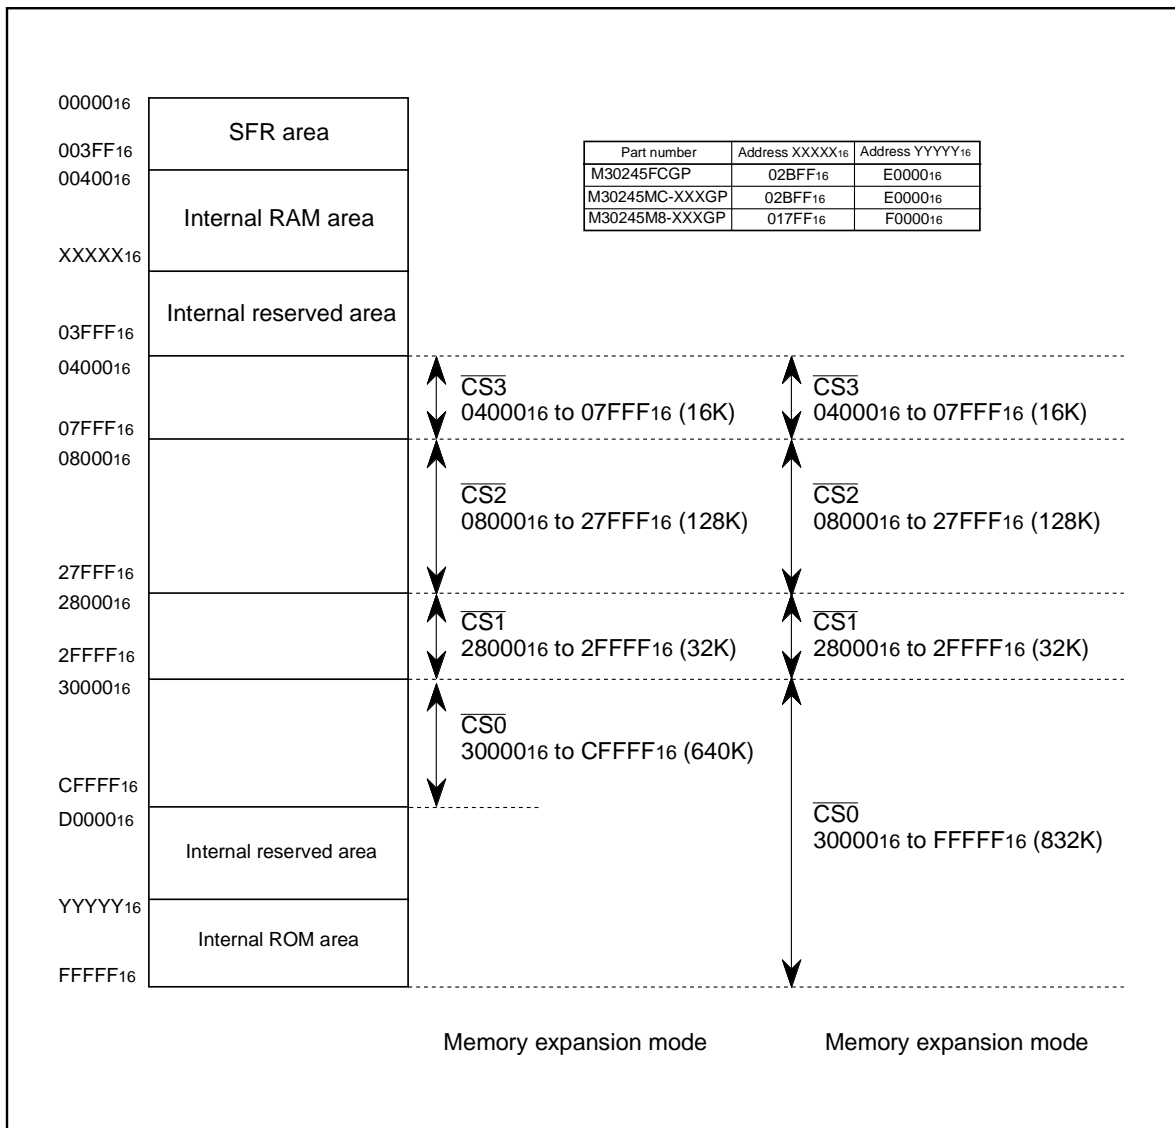 0000016
SFR area
003FF16
0040016
Internal RAM area
XXXXX16
Internal reserved area
03FFF16
0400016
07FFF16
0800016
27FFF16
2800016
2FFFF16
3000016
CFFFF16
D000016
Internal reserved area
YYYYY16
Internal ROM area
FFFFF16
Part number Address XXXXX16 Address YYYYY16
M30245FCGP 02BFF16 E000016
M30245MC-XXXGP 02BFF16 E000016
M30245M8-XXXGP 017FF16 F000016
CS3
0400016 to 07FFF16 (16K)
CS2
0800016 to 27FFF16 (128K)
CS1
2800016 to 2FFFF16 (32K)
CS0
3000016 to CFFFF16 (640K)
Memory expansion mode
CS3
0400016 to 07FFF16 (16K)
CS2
0800016 to 27FFF16 (128K)
CS1
2800016 to 2FFFF16 (32K)
CS0
3000016 to FFFFF16 (832K)
Memory expansion mode